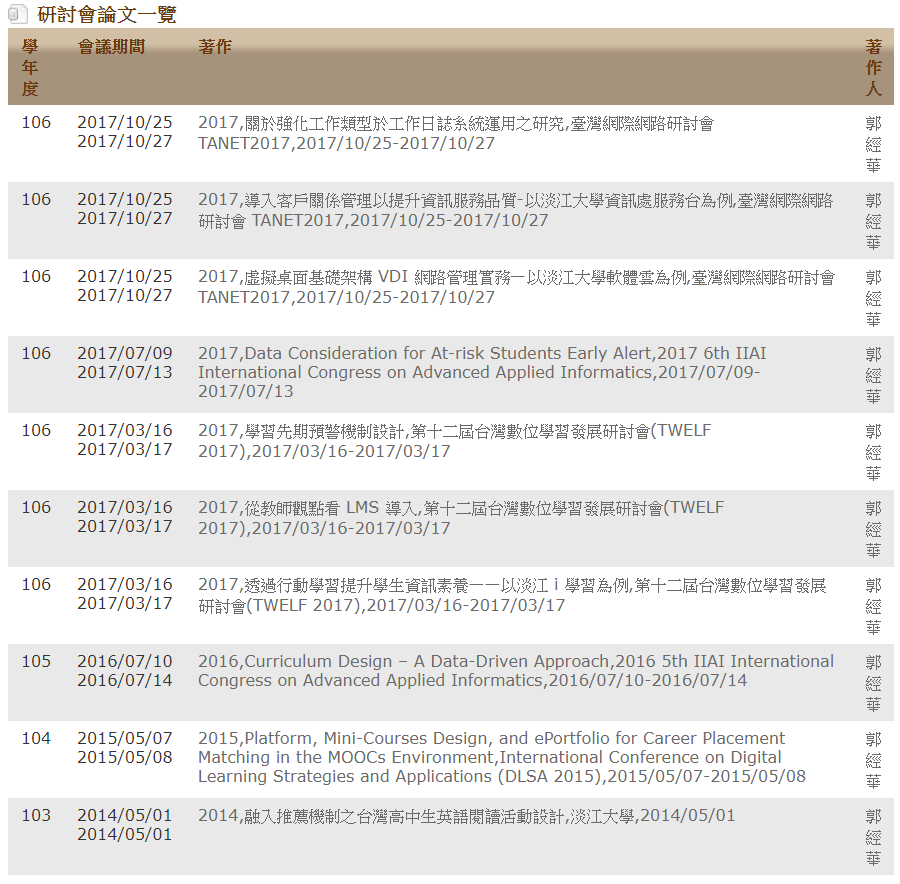 研討會論文一覽
學年度 會議期間 著作 著作人
106 2017/10/25 2017,關於強化工作類型於工作日誌系統運用之研究,臺灣網際網路研討會 郭經華
2017/10/27 TANET2017,2017/10/25-2017/10/27
106 2017/10/25 2017,導入客戶關係管理以提升資訊服務品質-以淡江大學資訊處服務台為例,臺灣網際網路 郭經華
2017/10/27 研討會 TANET2017,2017/10/25-2017/10/27
106 2017/10/25 2017,虛擬桌面基礎架構 VDI 網路管理實務—以淡江大學軟體雲為例,臺灣網際網路研討會 郭經華
2017/10/27 TANET2017,2017/10/25-2017/10/27
106 2017/07/09 2017,Data Consideration for At-risk Students Early Alert,2017 6th IIAI 郭經華
2017/07/13 International Congress on Advanced Applied Informatics,2017/07/09-
2017/07/13
106 2017/03/16 2017,學習先期預警機制設計,第十二屆台灣數位學習發展研討會(TWELF 郭經華
2017/03/17 2017),2017/03/16-2017/03/17
106 2017/03/16 2017,從教師觀點看 LMS 導入,第十二屆台灣數位學習發展研討會(TWELF 郭經華
2017/03/17 2017),2017/03/16-2017/03/17
106 2017/03/16 2017,透過行動學習提升學生資訊素養——以淡江 i 學習為例,第十二屆台灣數位學習發展 郭經華
2017/03/17 研討會(TWELF 2017),2017/03/16-2017/03/17
105 2016/07/10 2016,Curriculum Design – A Data-Driven Approach,2016 5th IIAI International 郭經華
2016/07/14 Congress on Advanced Applied Informatics,2016/07/10-2016/07/14
104 2015/05/07 2015,Platform, Mini-Courses Design, and ePortfolio for Career Placement 郭經華
2015/05/08 Matching in the MOOCs Environment,International Conference on Digital
Learning Strategies and Applications (DLSA 2015),2015/05/07-2015/05/08
103 2014/05/01 2014,融入推薦機制之台灣高中生英語閱讀活動設計,淡江大學,2014/05/01 郭經華
2014/05/01